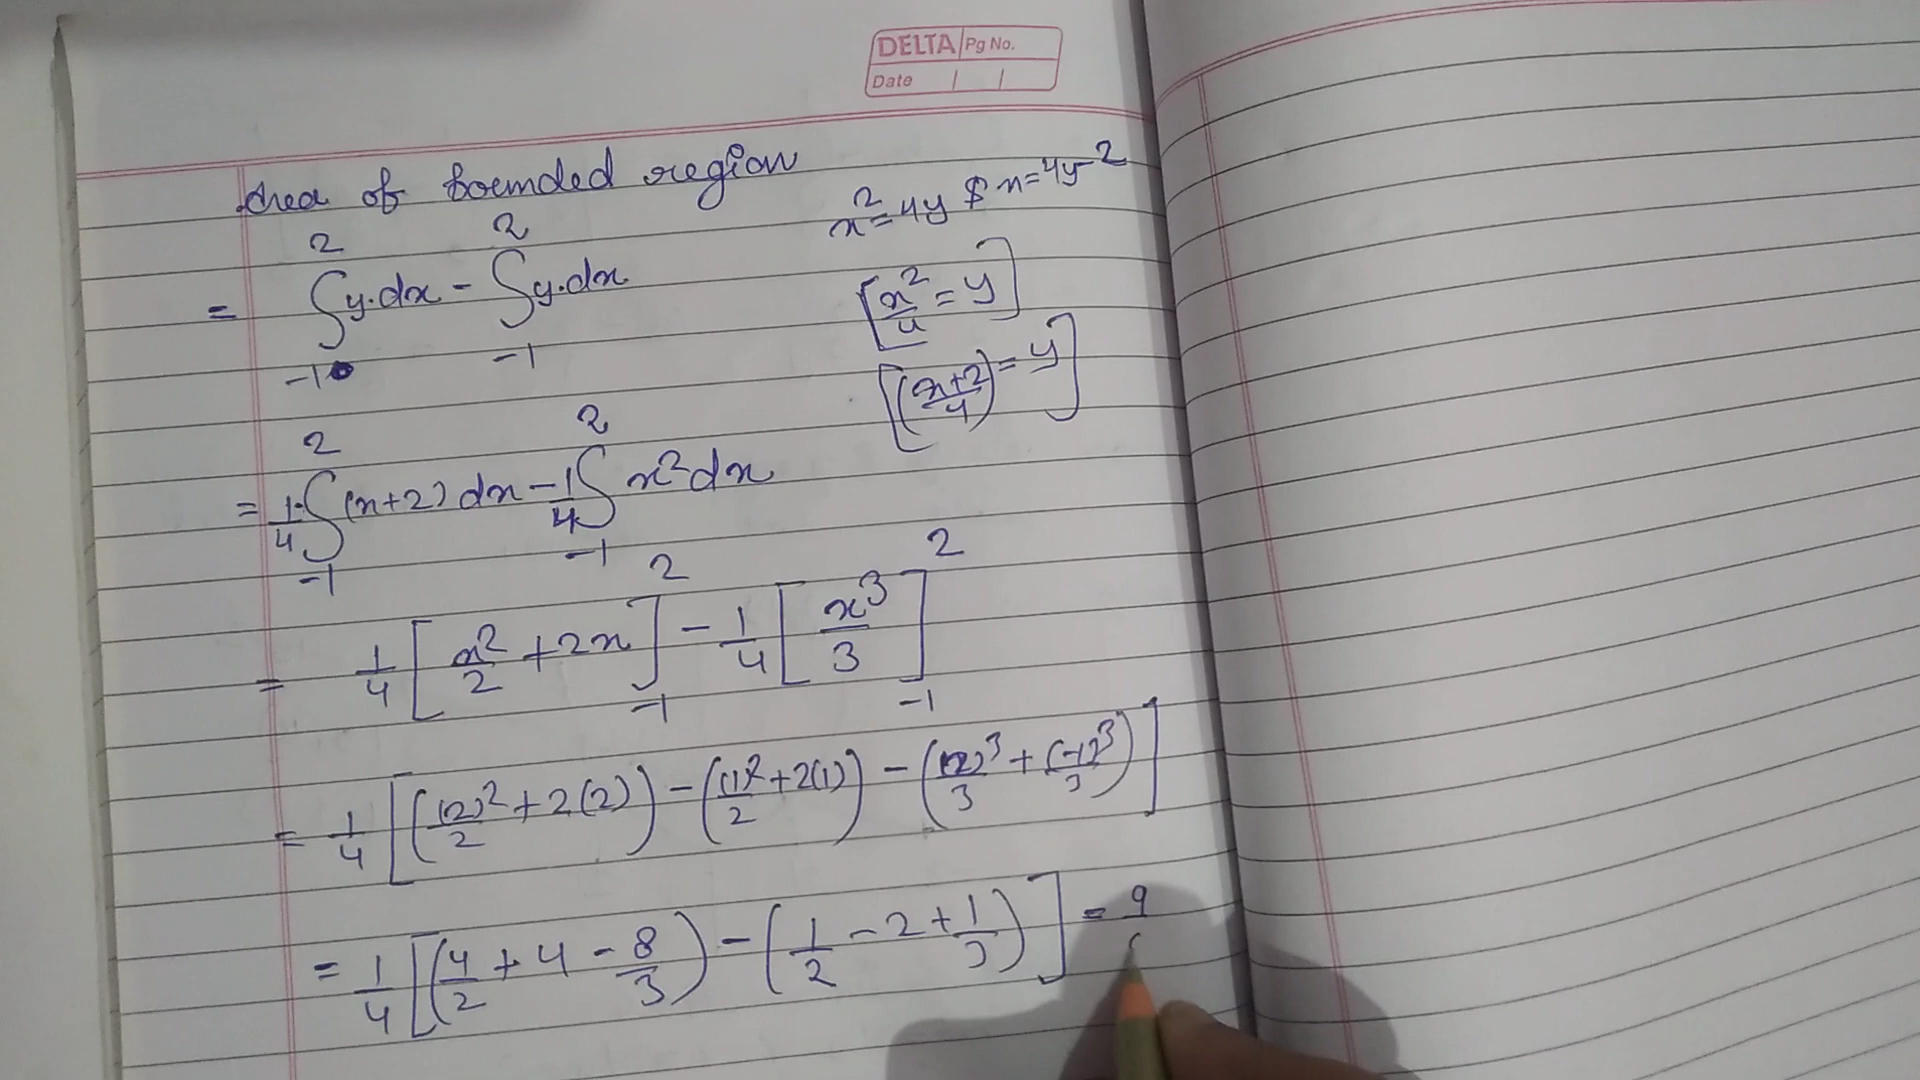 DELTA Pg No.
Date / /
Area of bounded region
x² = 4y $ x = 4y - 2
= ∫₋₁² y.dx - ∫₋₁² y.dx
[x²/4 = y]
[(x+2/4) = y]
= 1/4 ∫₋₁² (x+2) dx - 1/4 ∫₋₁² x² dx
= 1/4 [x²/2 + 2x]₋₁² - 1/4 [x³/3]₋₁²
= 1/4 [((2)²/2 + 2(2)) - ((1)²/2 + 2(1)) - ((2)³/3 + (-1)³/3)]
= 1/4 [(4/2 + 4 - 8/3) - (1/2 - 2 + 1/3)] = 9